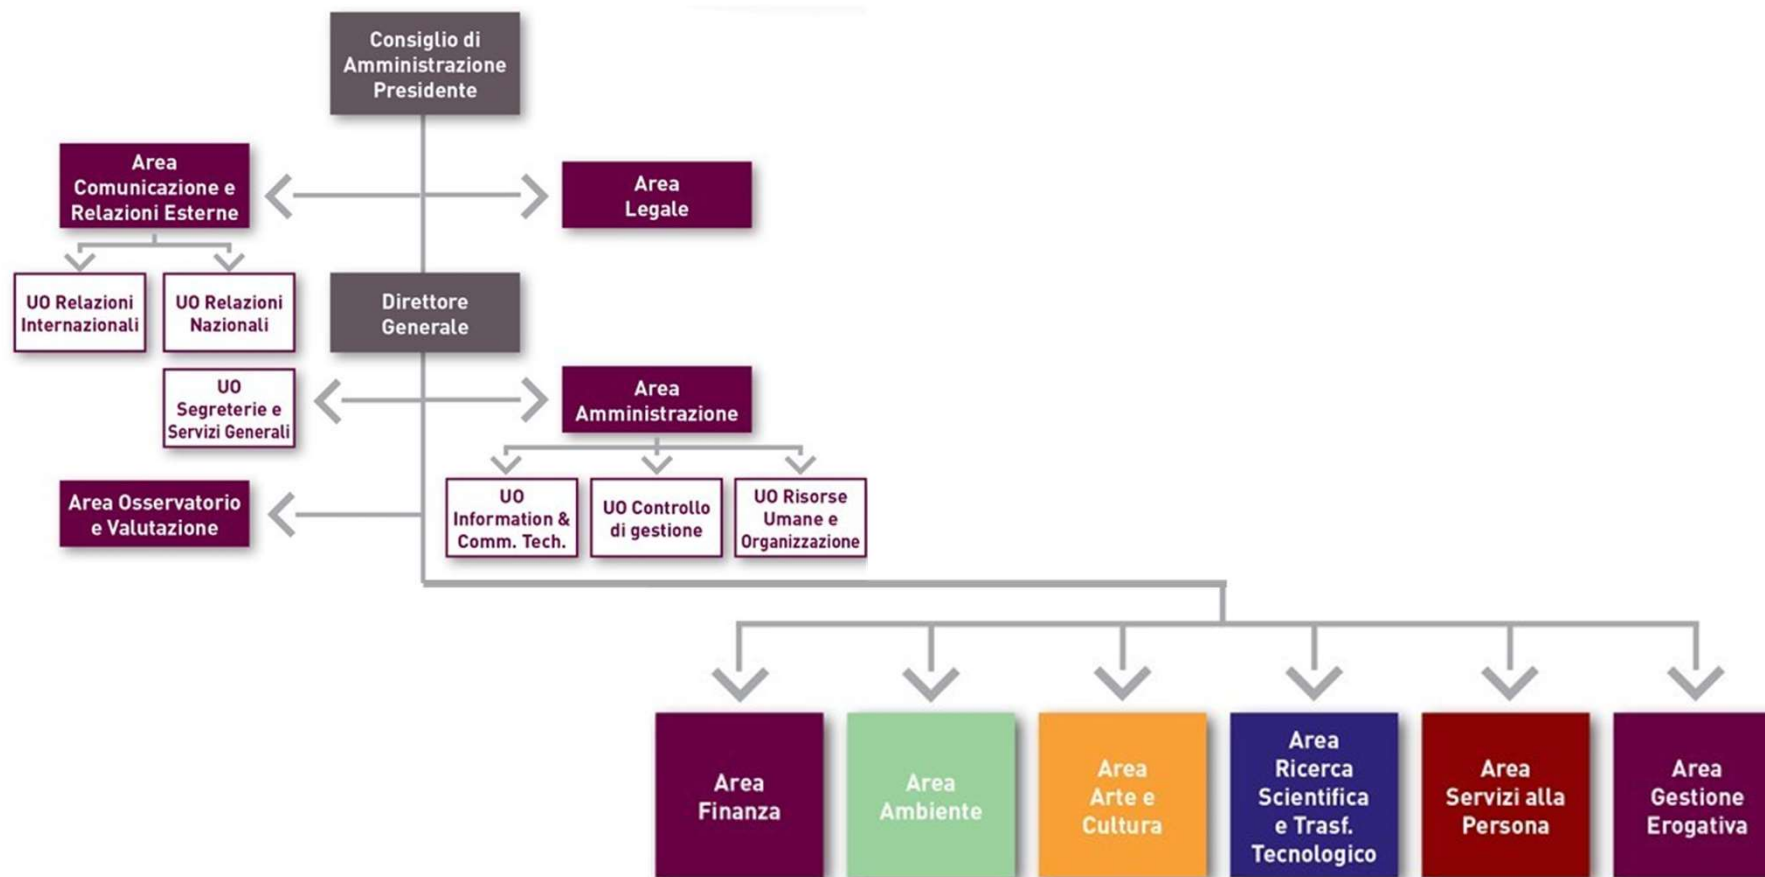 Consiglio di
Amministrazione
Presidente
Area
Comunicazione e
Relazioni Esterne
Area
Legale
UO Relazioni
Internazionali
UO Relazioni
Nazionali
Direttore
Generale
UO
Segreterie e
Servizi Generali
Area
Amministrazione
Area Osservatorio
e Valutazione
UO
Information &
Comm. Tech.
UO Controllo
di gestione
UO Risorse
Umane e
Organizzazione
Area
Finanza
Area
Ambiente
Area
Arte e
Cultura
Area
Ricerca
Scientifica
e Trasf.
Tecnologico
Area
Servizi alla
Persona
Area
Gestione
Erogativa